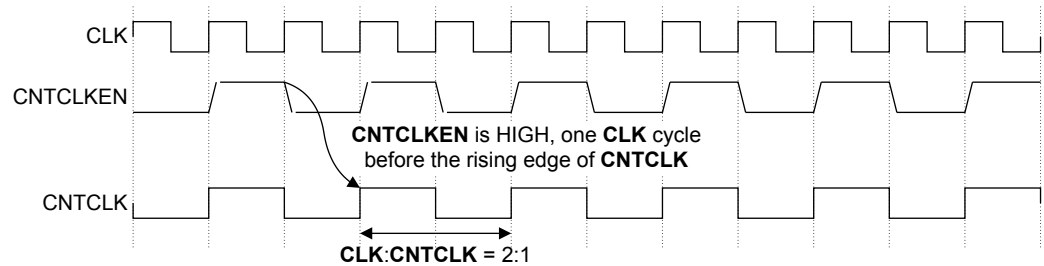 CLK
CNTCLKEN
CNTCLKEN is HIGH, one CLK cycle
before the rising edge of CNTCLK
CNTCLK
CLK:CNTCLK = 2:1